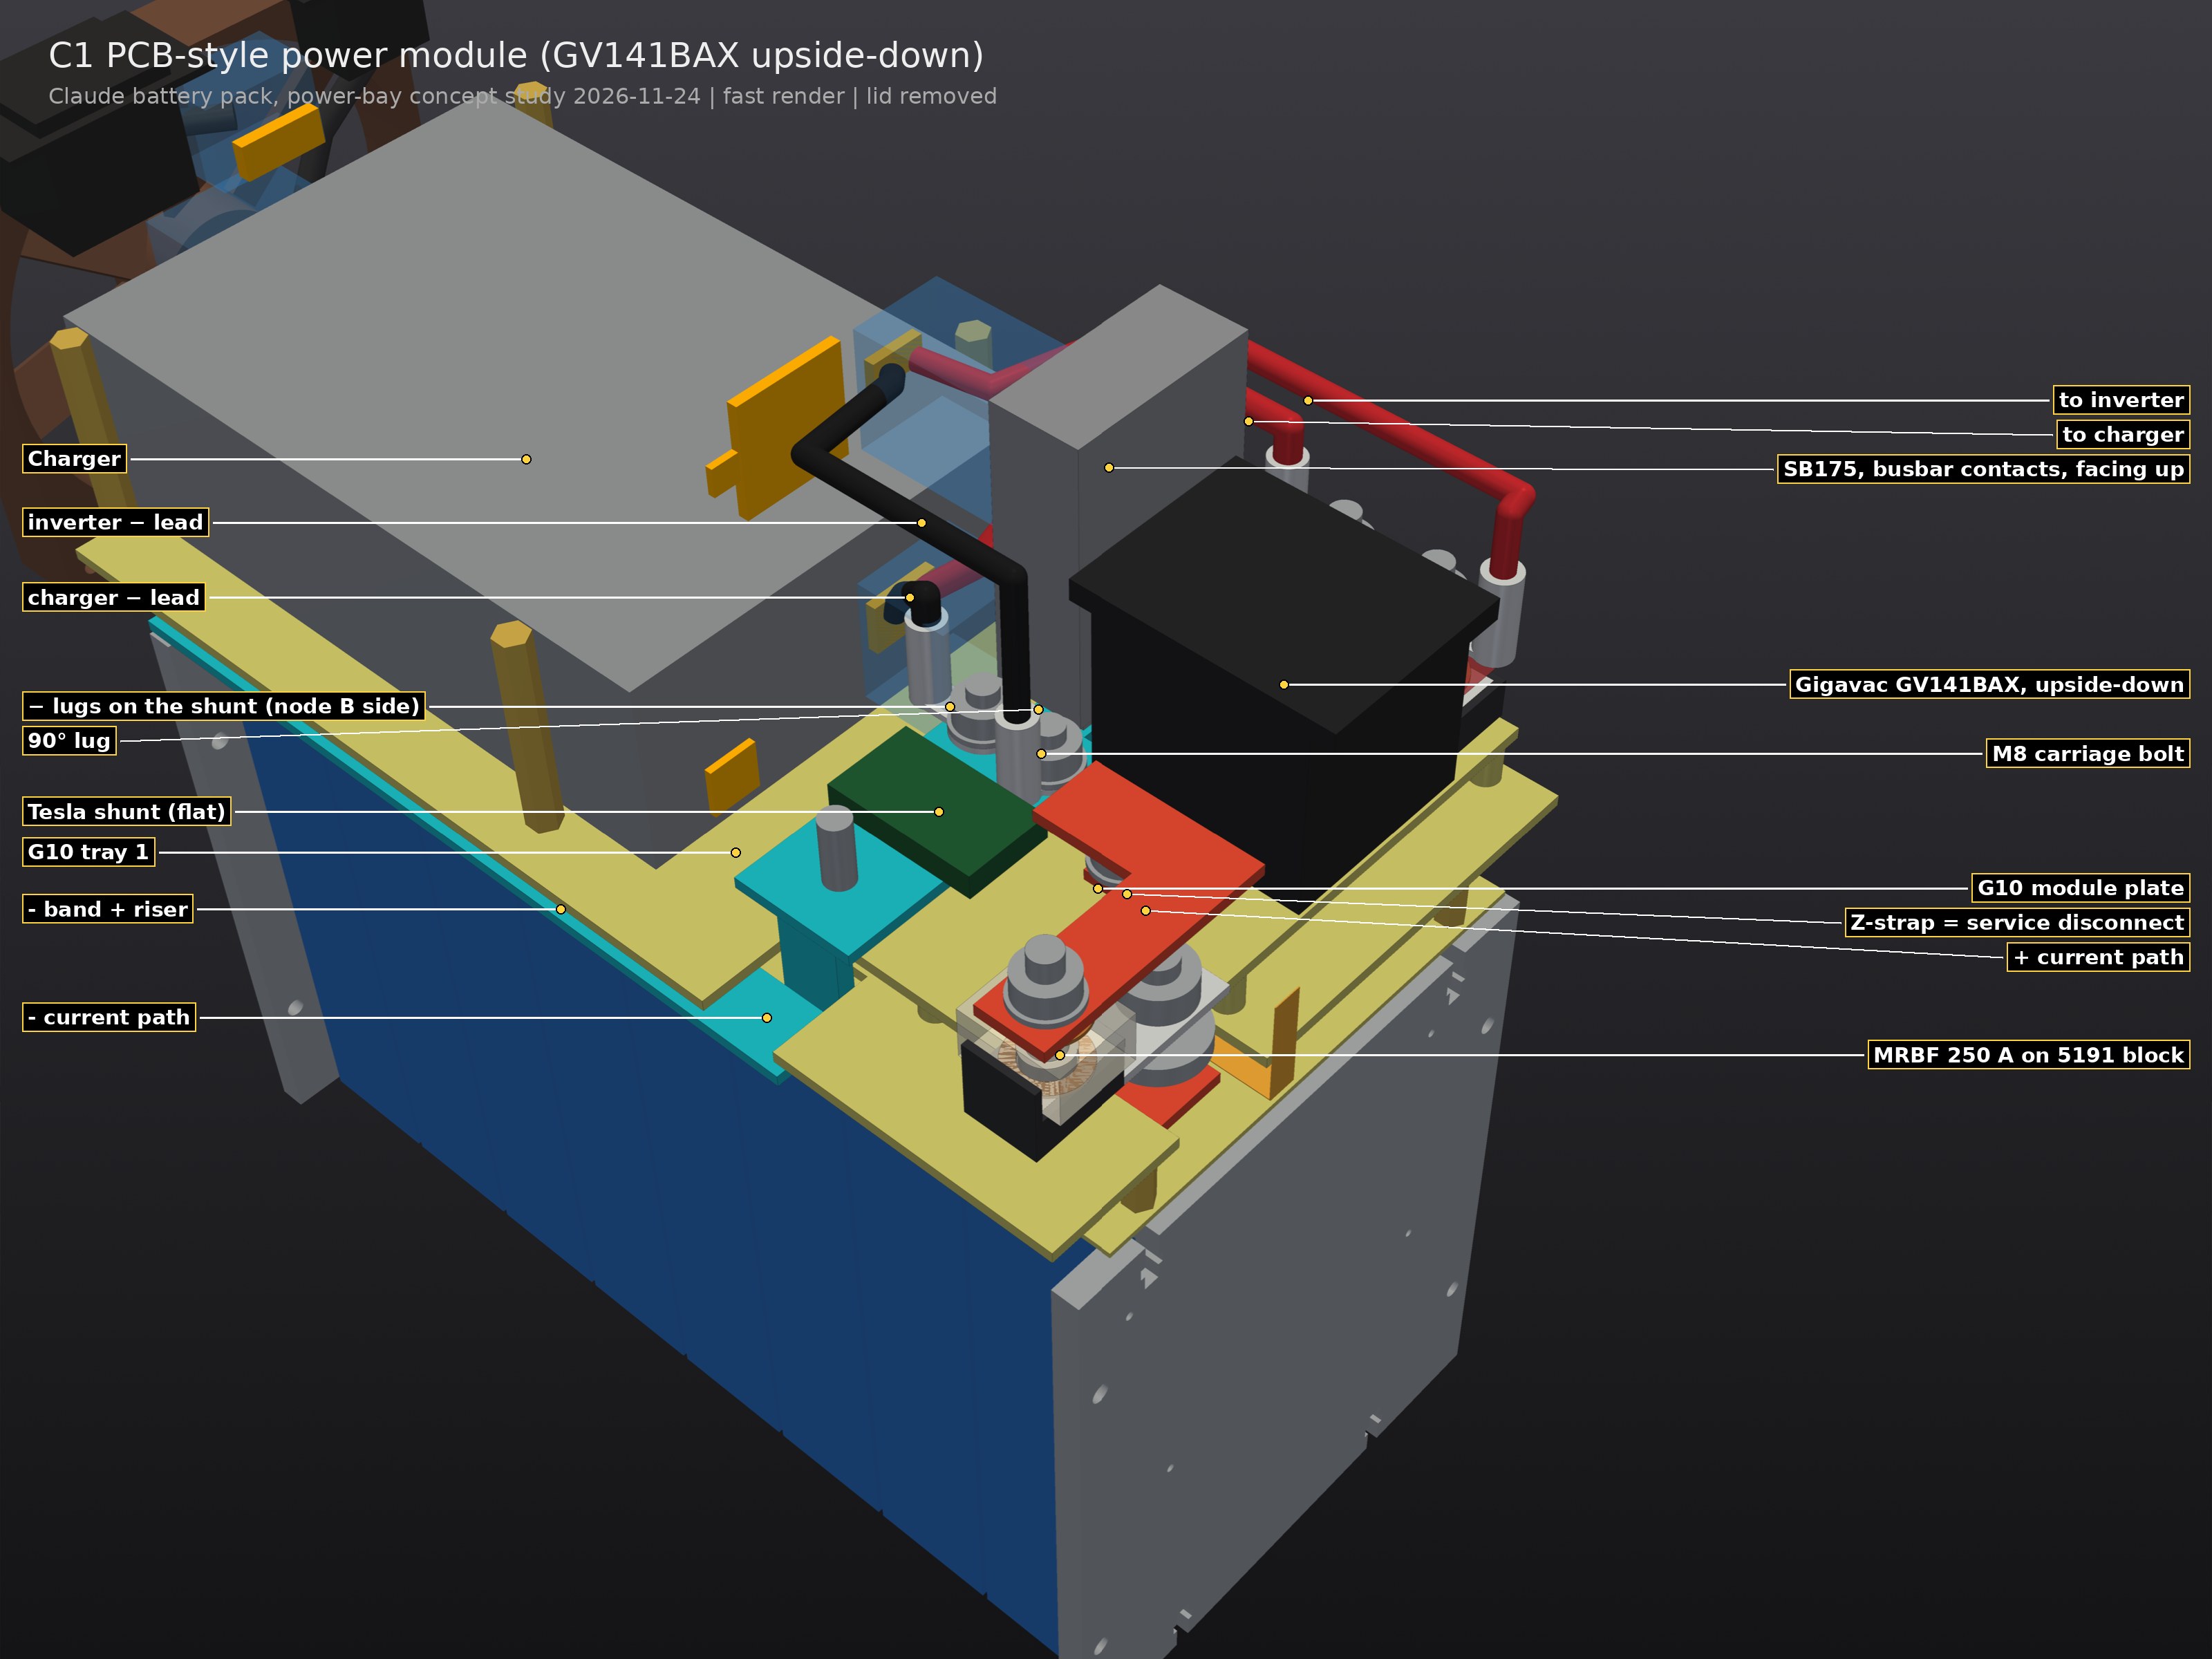 C1 PCB-style power module (GV141BAX upside-down)
Claude battery pack, power-bay concept study 2026-11-24 | fast render | lid removed
to inverter
to charger
Charger
SB175, busbar contacts, facing up
inverter − lead
charger − lead
Gigavac GV141BAX, upside-down
− lugs on the shunt (node B side)
90° lug
M8 carriage bolt
Tesla shunt (flat)
G10 tray 1
G10 module plate
- band + riser
Z-strap = service disconnect
+ current path
- current path
MRBF 250 A on 5191 block